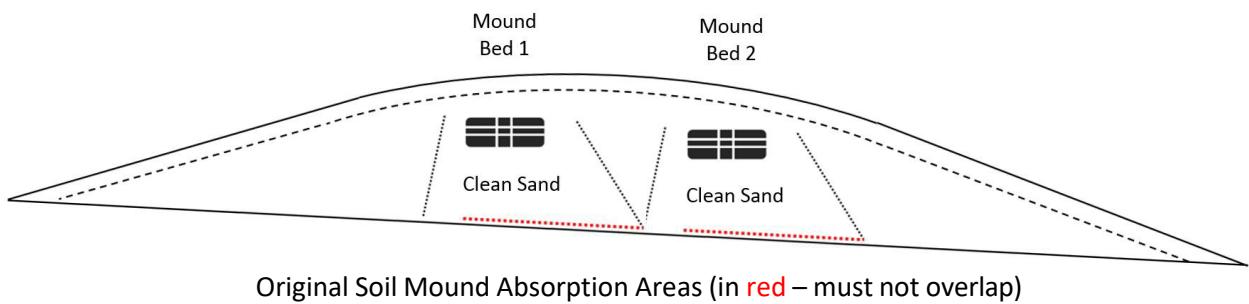 Mound
Bed 1
Mound
Bed 2
Clean Sand
Clean Sand
Original Soil Mound Absorption Areas (in red – must not overlap)